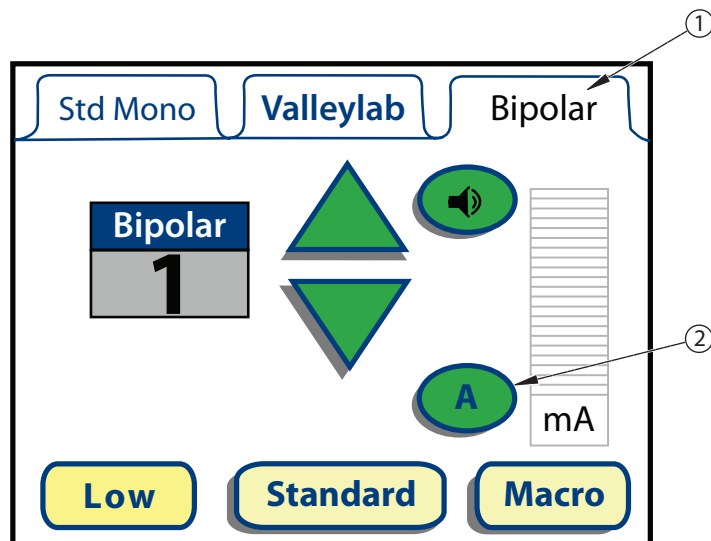 1
Std Mono
Valleylab
Bipolar
Bipolar
1
2
A
mA
Low
Standard
Macro